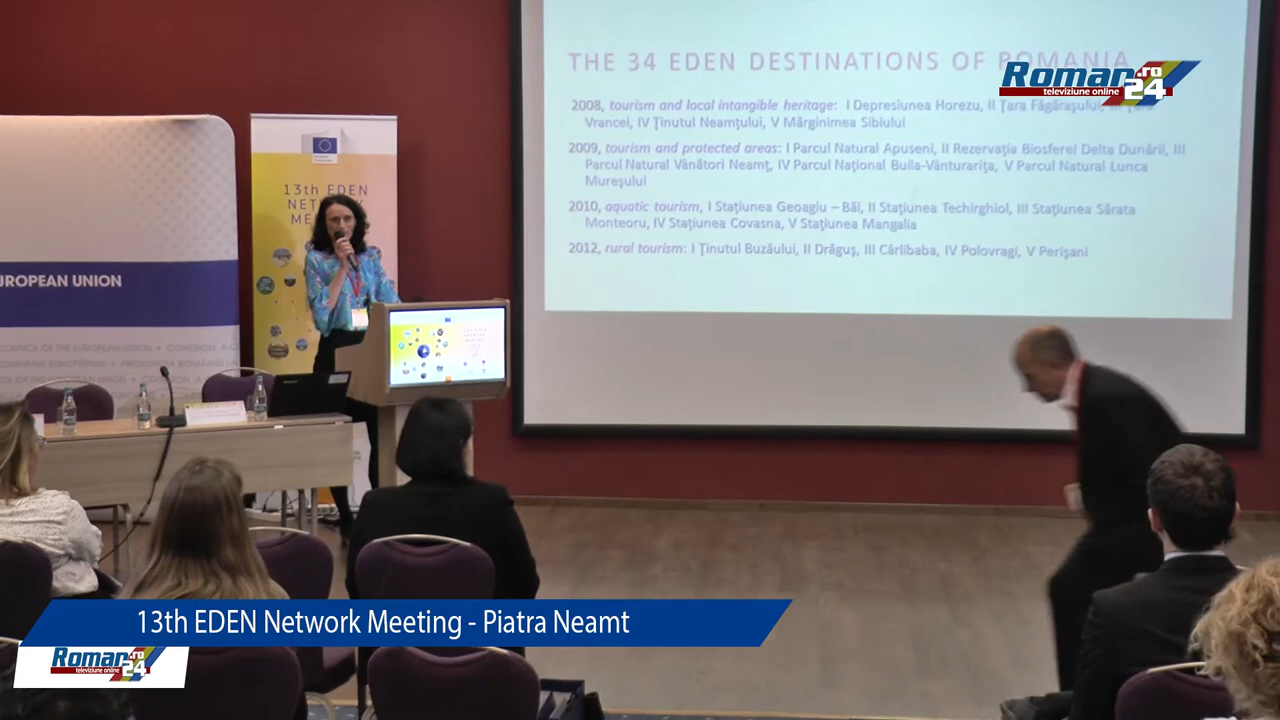 THE 34 EDEN DESTINATIONS OF ROMANIA
Roman24.ro
televiziune online
2008, tourism and local intangible heritage: I Depresiunea Horezu, II Țara Făgărașului, III Țara
Vrancei, IV Ținutul Neamțului, V Mărginimea Sibiului
2009, tourism and protected areas: I Parcul Natural Apuseni, II Rezervația Biosferei Delta Dunării, III
Parcul Natural Vânători Neamț, IV Parcul Național Buila-Vânturarița, V Parcul Natural Lunca
Mureșului
2010, aquatic tourism, I Stațiunea Geoagiu – Băi, II Stațiunea Techirghiol, III Stațiunea Sărata
Monteoru, IV Stațiunea Covasna, V Stațiunea Mangalia
2012, rural tourism: I Ținutul Buzăului, II Drăguș, III Cârlibaba, IV Polovragi, V Perișani
13th EDEN
NETWORK
EUROPEAN UNION
13th EDEN Network Meeting - Piatra Neamt
Roman24.ro
televiziune online